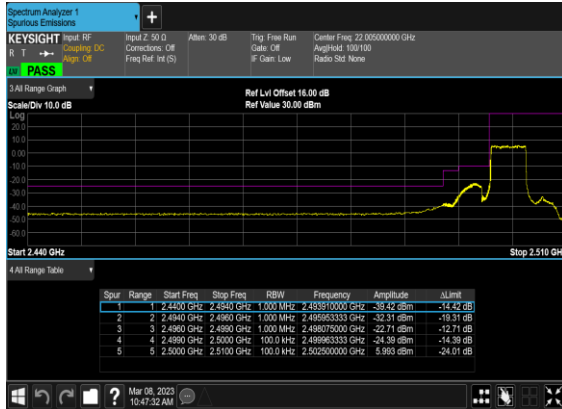 Spectrum Analyzer 1
Spurious Emissions
+
KEYSIGHT Input: RF
R T Coupling: DC
Align: Off
Input Z: 50 Ω
Corrections: Off
Freq Ref: Int (S)
Atten: 30 dB
Trig: Free Run
Gate: Off
IF Gain: Low
Center Freq: 22.005000000 GHz
Avg|Hold: 100/100
Radio Std: None
PASS
3 All Range Graph
Scale/Div 10.0 dB
Ref Lvl Offset 16.00 dB
Ref Value 30.00 dBm
Log
20.0
10.0
0.00
-10.0
-20.0
-30.0
-40.0
-50.0
-60.0
Start 2.440 GHz
Stop 2.510 GH
4 All Range Table
Spur Range Start Freq Stop Freq RBW Frequency Amplitude ΔLimit
1 1 2.4400 GHz 2.4940 GHz 1.000 MHz 2.493910000 GHz -39.42 dBm -14.42 dB
2 2 2.4940 GHz 2.4960 GHz 1.000 MHz 2.495953333 GHz -32.31 dBm -19.31 dB
3 3 2.4960 GHz 2.4990 GHz 1.000 MHz 2.498075000 GHz -22.71 dBm -12.71 dB
4 4 2.4990 GHz 2.5000 GHz 100.0 kHz 2.499963333 GHz -24.39 dBm -14.39 dB
5 5 2.5000 GHz 2.5100 GHz 100.0 kHz 2.502500000 GHz 5.993 dBm -24.01 dB
?
Mar 08, 2023
10:47:32 AM